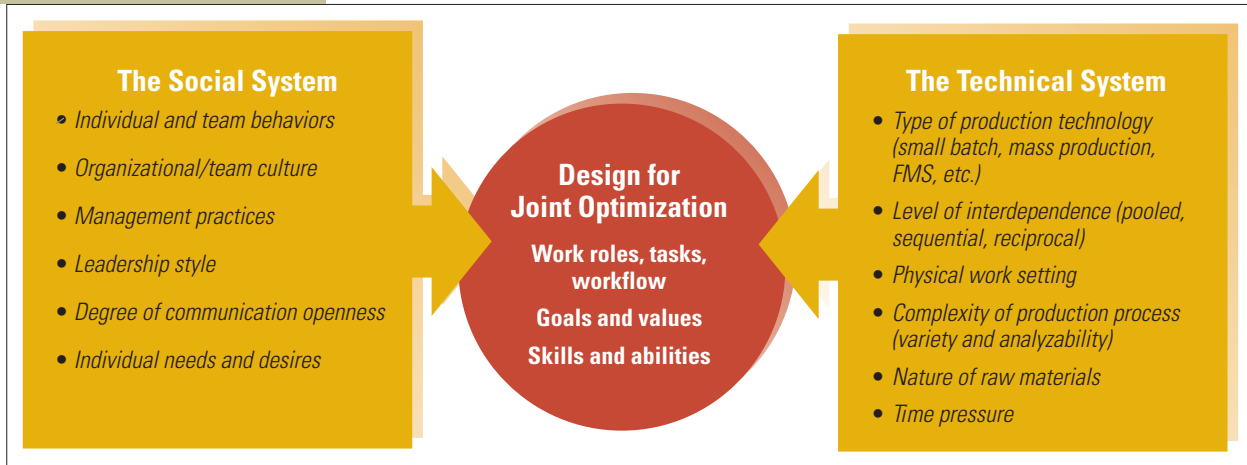 The Social System
• Individual and team behaviors
• Organizational/team culture
• Management practices
• Leadership style
• Degree of communication openness
• Individual needs and desires
Design for
Joint Optimization
Work roles, tasks,
workflow
Goals and values
Skills and abilities
The Technical System
• Type of production technology
(small batch, mass production,
FMS, etc.)
• Level of interdependence (pooled,
sequential, reciprocal)
• Physical work setting
• Complexity of production process
(variety and analyzability)
• Nature of raw materials
• Time pressure